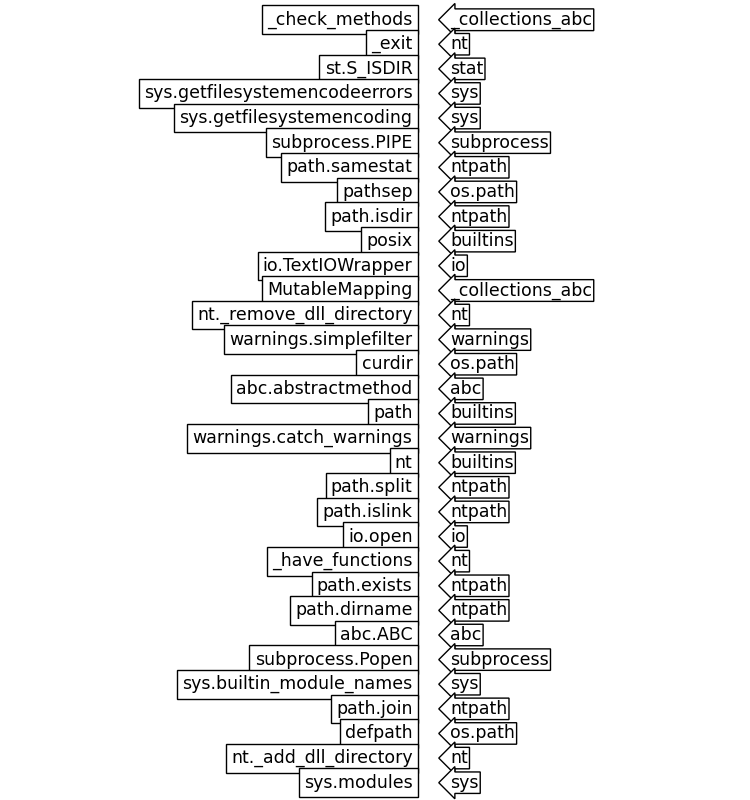 _check_methods _collections_abc
_exit nt
st.S_ISDIR stat
sys.getfilesystemencodeerrors sys
sys.getfilesystemencoding sys
subprocess.PIPE subprocess
path.samestat ntpath
pathsep os.path
path.isdir ntpath
posix builtins
io.TextIOWrapper io
MutableMapping _collections_abc
nt._remove_dll_directory nt
warnings.simplefilter warnings
curdir os.path
abc.abstractmethod abc
path builtins
warnings.catch_warnings warnings
nt builtins
path.split ntpath
path.islink ntpath
io.open io
_have_functions nt
path.exists ntpath
path.dirname ntpath
abc.ABC abc
subprocess.Popen subprocess
sys.builtin_module_names sys
path.join ntpath
defpath os.path
nt._add_dll_directory nt
sys.modules sys